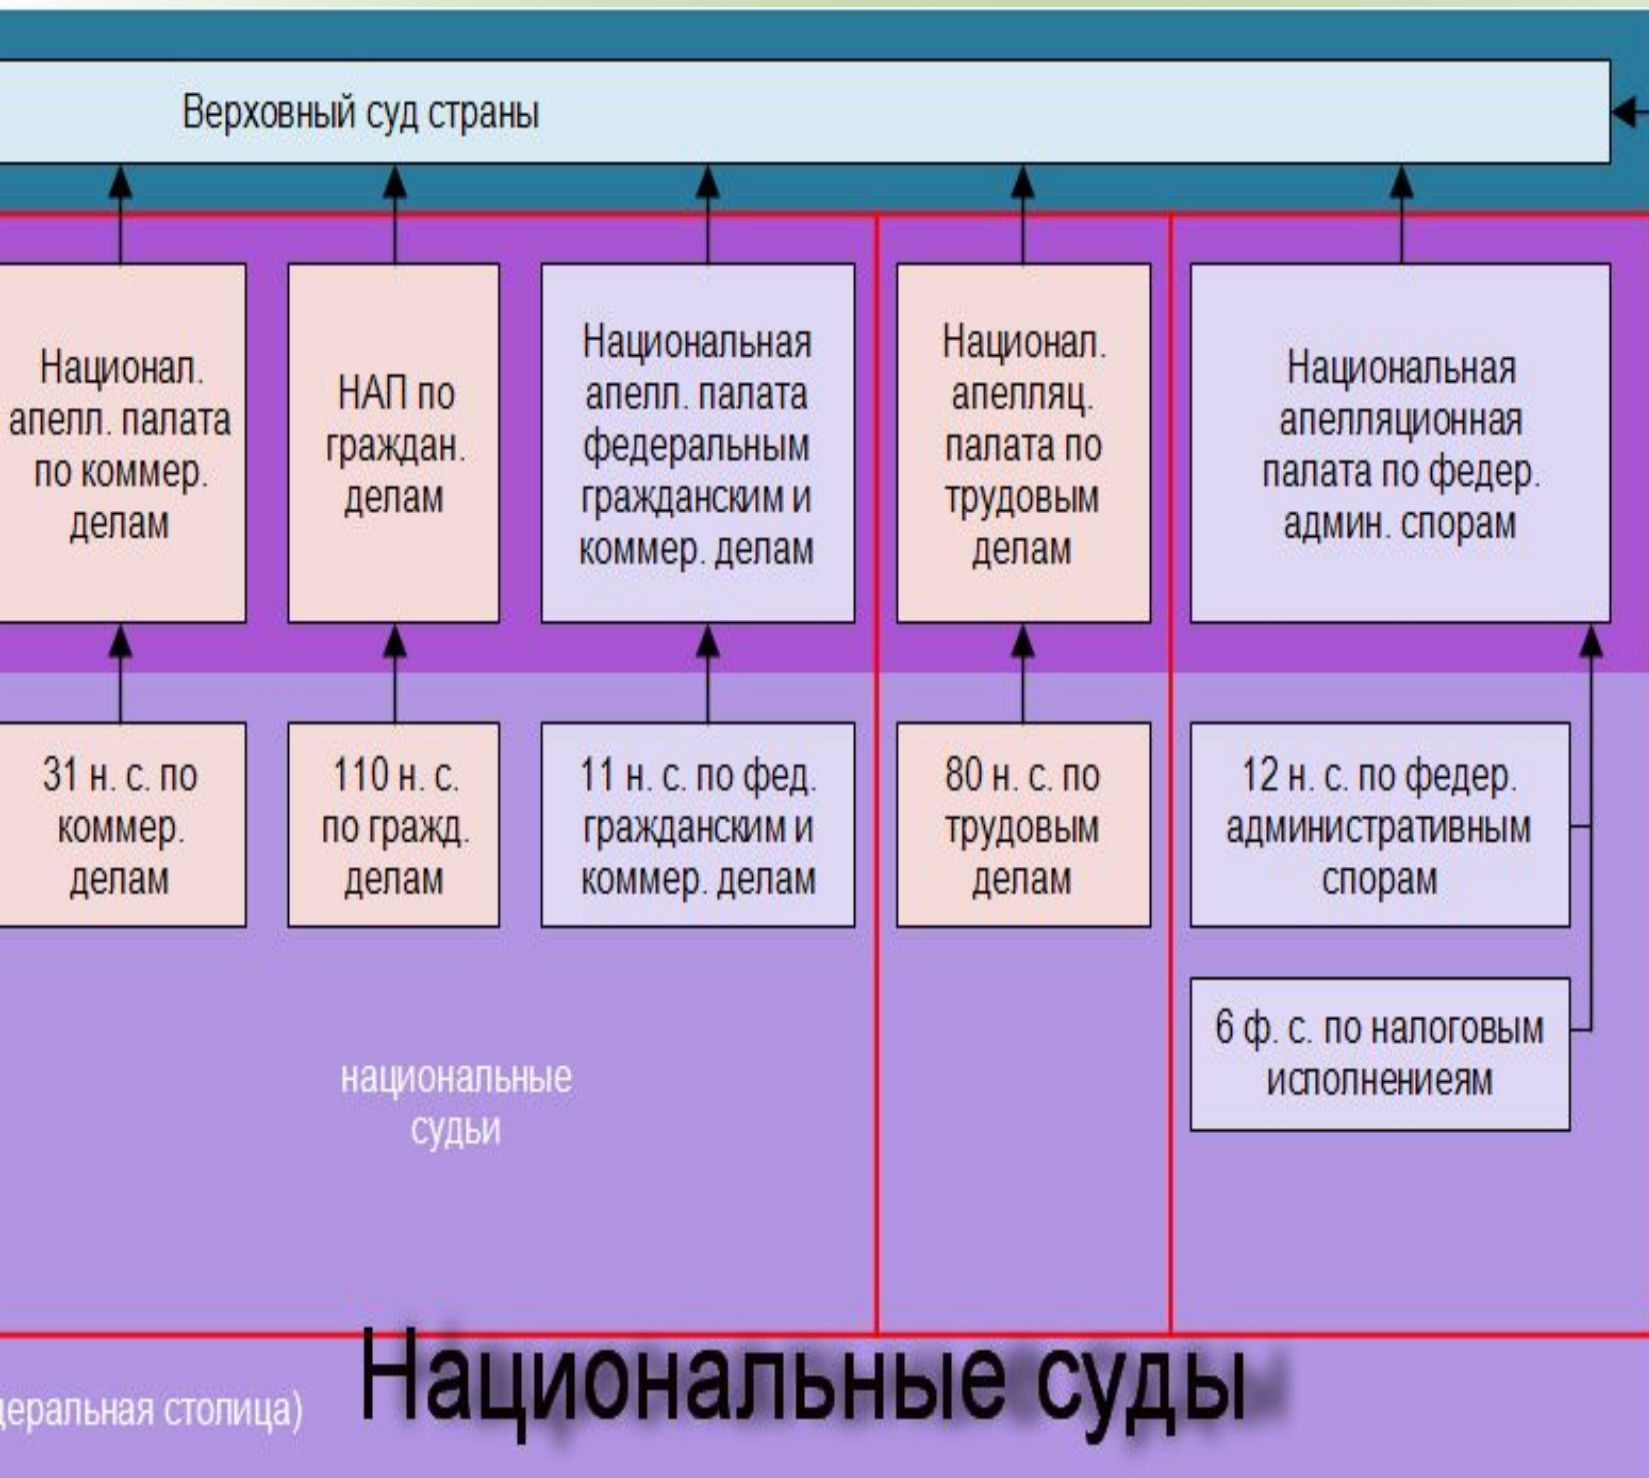 Верховный суд страны
Национал.
апелл. палата
по коммер.
делам
НАП по
граждан.
делам
Национальная
апелл. палата
федеральным
гражданским и
коммер. делам
Национал.
апелляц.
палата по
трудовым
делам
Национальная
апелляционная
палата по федер.
админ. спорам
31 н. с. по
коммер.
делам
110 н. с.
по гражд.
делам
11 н. с. по фед.
гражданским и
коммер. делам
80 н. с. по
трудовым
делам
12 н. с. по федер.
административным
спорам
6 ф. с. по налоговым
исполнениеям
национальные
судьи
Национальные суды
столица)